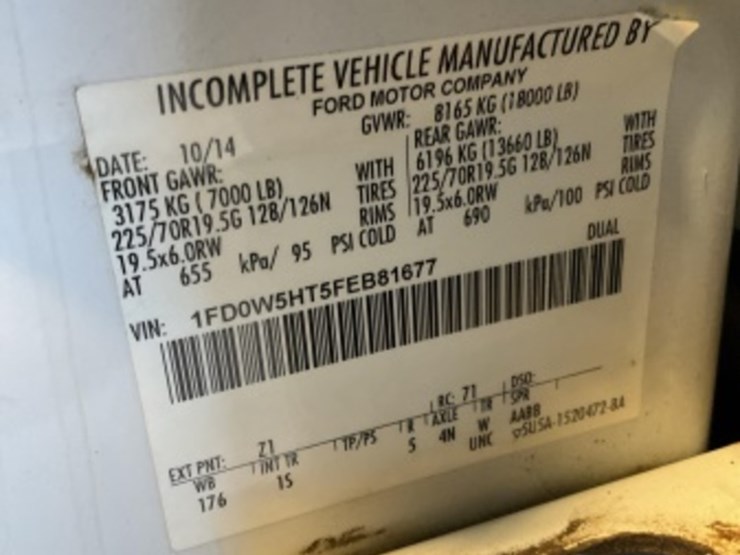 INCOMPLETE VEHICLE MANUFACTURED BY
FORD MOTOR COMPANY
DATE: 10/14 GVWR: 8165 KG (18000 LB)
FRONT GAWR: WITH REAR GAWR: WITH
3175 KG (7000 LB) TIRES 6196 KG (13660 LB) TIRES
225/70R19.5G 128/126N RIMS 225/70R19.5G 128/126N RIMS
19.5x6.0RW PSI COLD 19.5x6.0RW PSI COLD
AT 655 kPa/ 95 AT 690 kPa/100
DUAL
VIN: 1FD0W5HT5FEB81677
EXT PNT: Z1 RC: 71 DSO:
WB INT TR TP/PS R AXLE TR SPR
176 1S 5 4N W AABB
UNC ▽5USA-1520472-BA